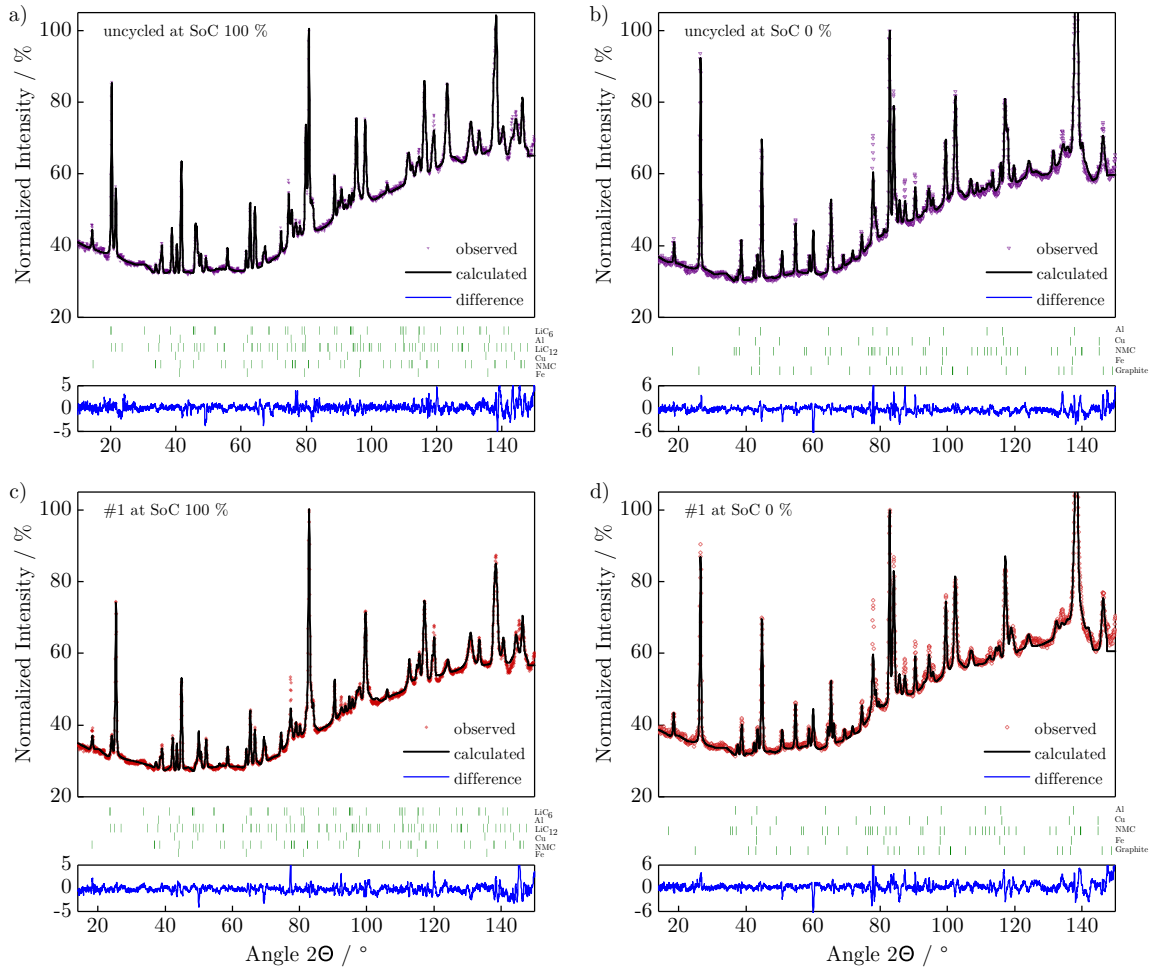 a)
uncycled at SoC 100 %
Normalized Intensity / %
100
80
60
40
20
observed
calculated
difference
LiC6
Al
LiC12
Cu
NMC
Fe
5
0
-5
20 40 60 80 100 120 140
b)
uncycled at SoC 0 %
Normalized Intensity / %
100
80
60
40
20
observed
calculated
difference
Al
Cu
NMC
Fe
Graphite
6
0
-6
20 40 60 80 100 120 140
c)
#1 at SoC 100 %
Normalized Intensity / %
100
80
60
40
20
observed
calculated
difference
LiC6
Al
LiC12
Cu
NMC
Fe
5
0
-5
20 40 60 80 100 120 140
Angle 2Θ / °
d)
#1 at SoC 0 %
Normalized Intensity / %
100
80
60
40
20
observed
calculated
difference
Al
Cu
NMC
Fe
Graphite
6
0
-6
20 40 60 80 100 120 140
Angle 2Θ / °